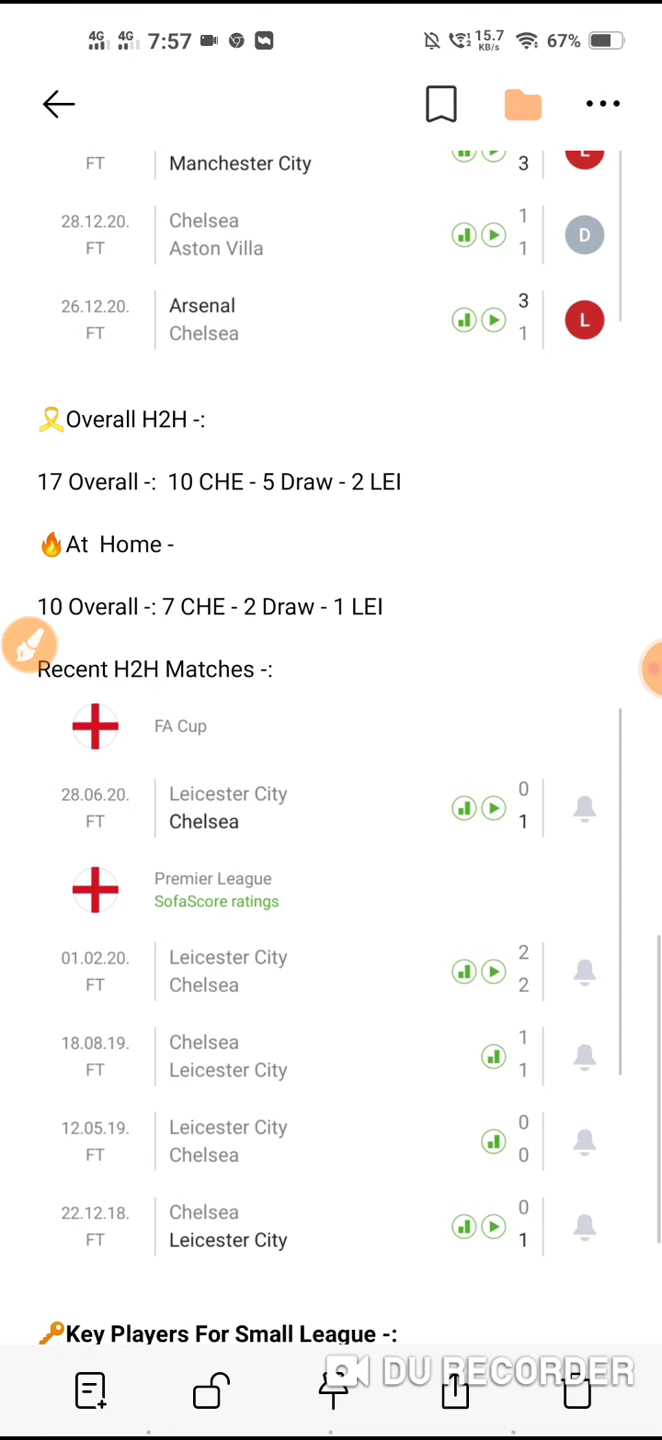 4G 4G 7:57 15.7 KB/s 67%
FT Manchester City 3 L
28.12.20. Chelsea 1
FT Aston Villa 1 D
26.12.20. Arsenal 3
FT Chelsea 1 L
🎗️Overall H2H -:
17 Overall -: 10 CHE - 5 Draw - 2 LEI
🔥At Home -
10 Overall -: 7 CHE - 2 Draw - 1 LEI
Recent H2H Matches -:
FA Cup
28.06.20. Leicester City 0
FT Chelsea 1
Premier League
SofaScore ratings
01.02.20. Leicester City 2
FT Chelsea 2
18.08.19. Chelsea 1
FT Leicester City 1
12.05.19. Leicester City 0
FT Chelsea 0
22.12.18. Chelsea 0
FT Leicester City 1
🔑Key Players For Small League -:
DU RECORDER